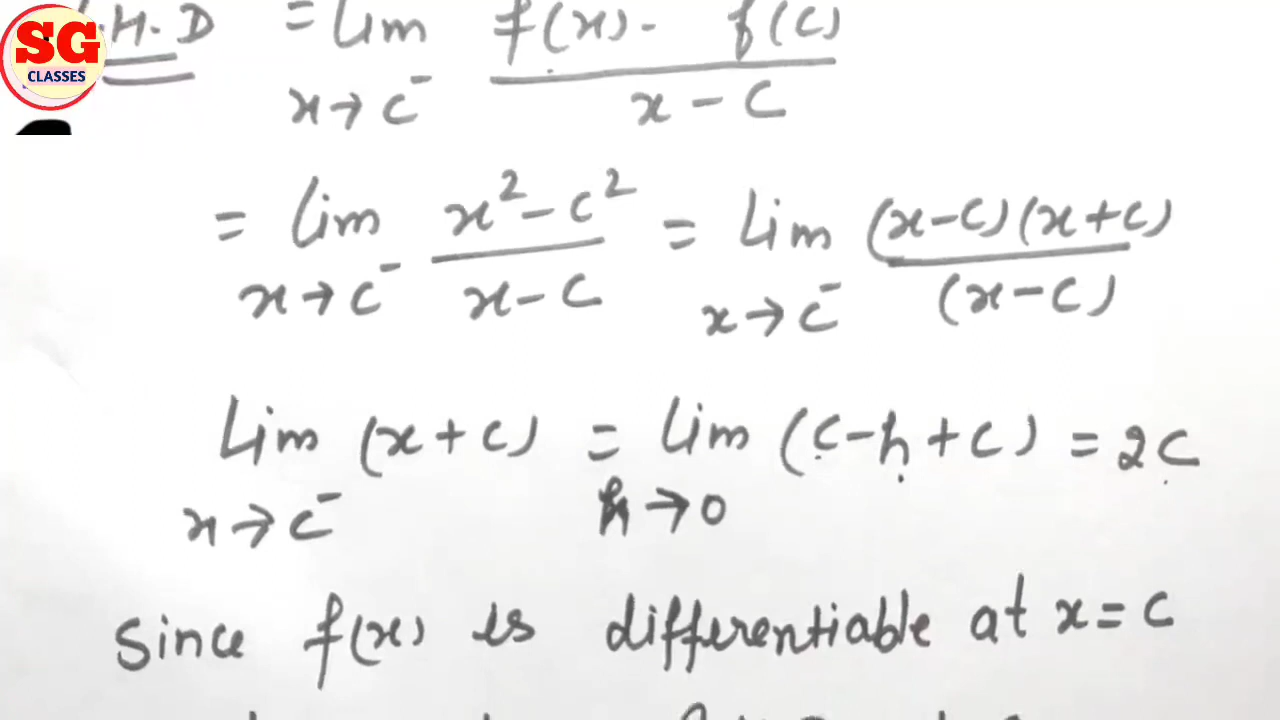 SG
CLASSES
.H.D = lim x→c⁻ f(x) - f(c) / x - c
= lim x→c⁻ x² - c² / x - c = lim x→c⁻ (x-c)(x+c) / (x-c)
lim x→c⁻ (x+c) = lim h→0 (c-h+c) = 2c
Since f(x) is differentiable at x=c